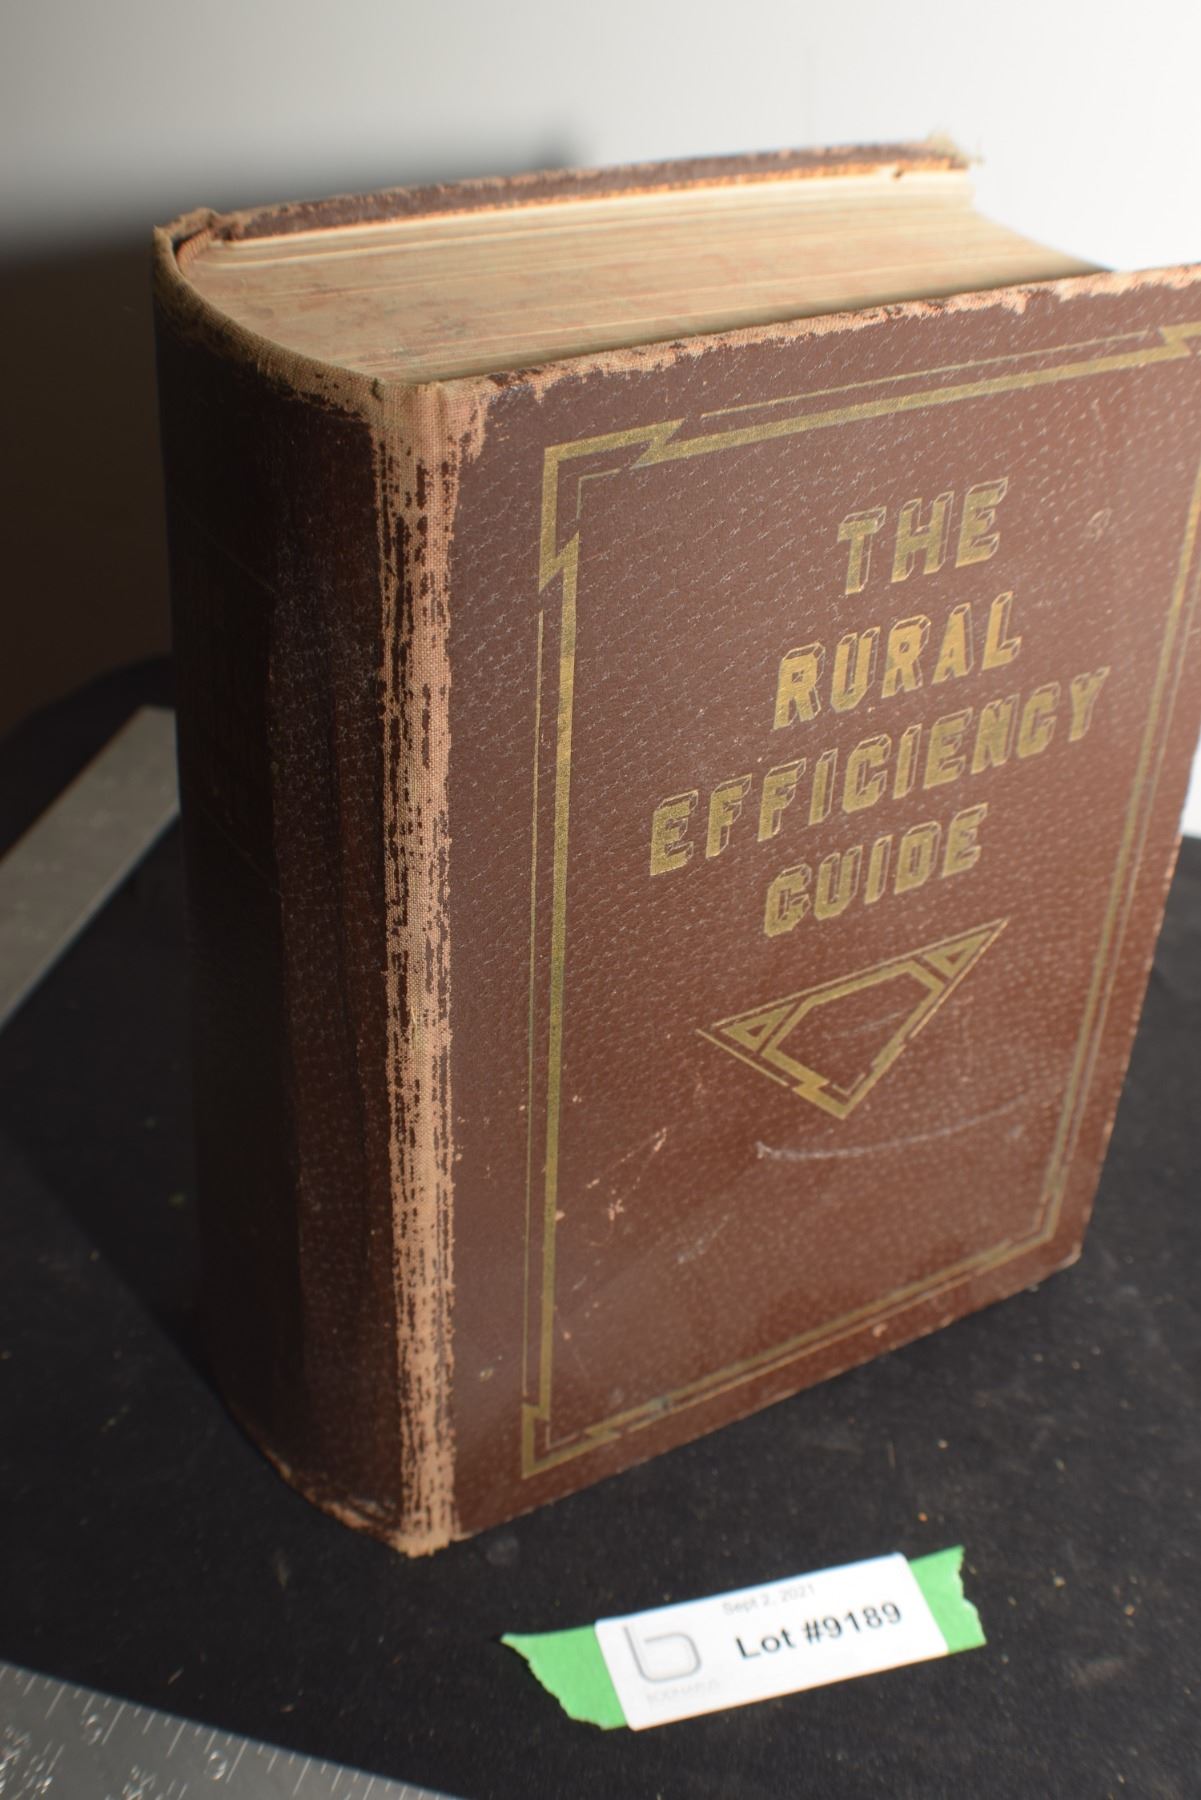 THE
RURAL
EFFICIENCY
GUIDE
Sept 2, 2021
Lot #9189